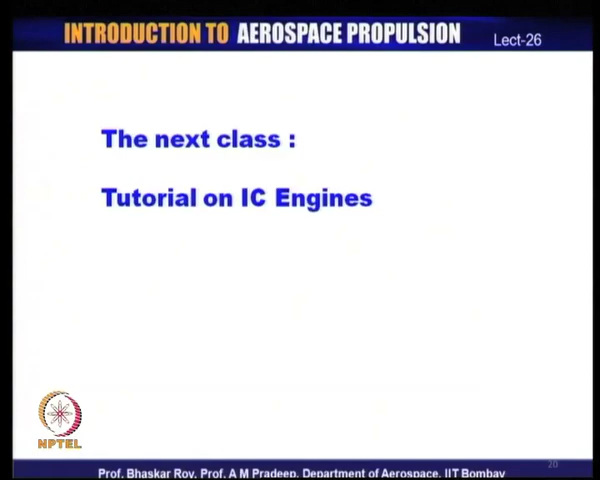 INTRODUCTION TO AEROSPACE PROPULSION
Lect-26
The next class :
Tutorial on IC Engines
NPTEL
20
Prof. Bhaskar Roy, Prof. A M Pradeep, Department of Aerospace, IIT Bombay